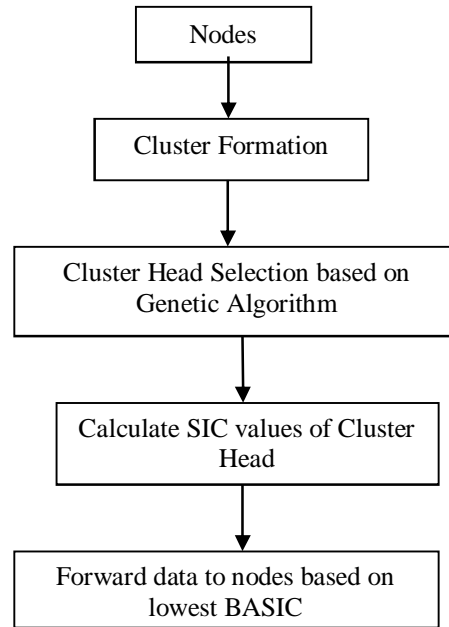 Nodes
Cluster Formation
Cluster Head Selection based on
Genetic Algorithm
Calculate SIC values of Cluster
Head
Forward data to nodes based on
lowest BASIC